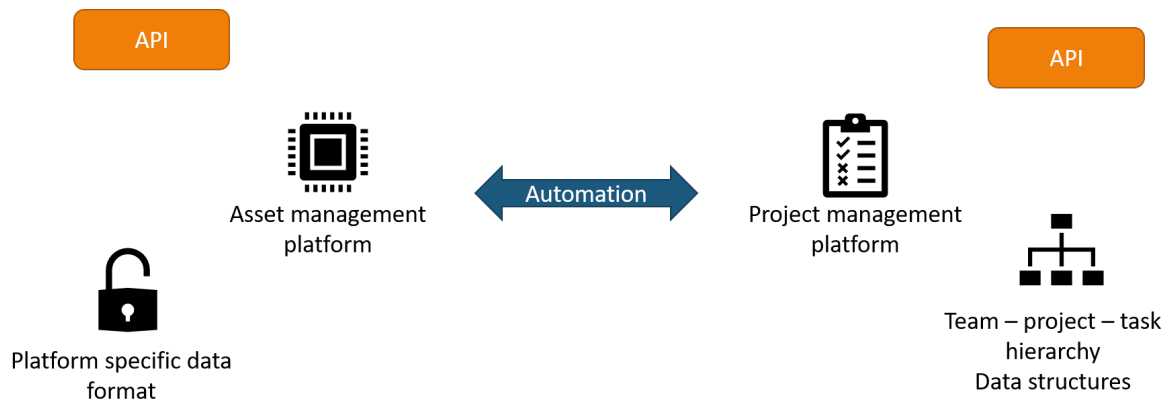 API
API
Asset management
platform
Automation
Project management
platform
Platform specific data
format
Team – project – task
hierarchy
Data structures